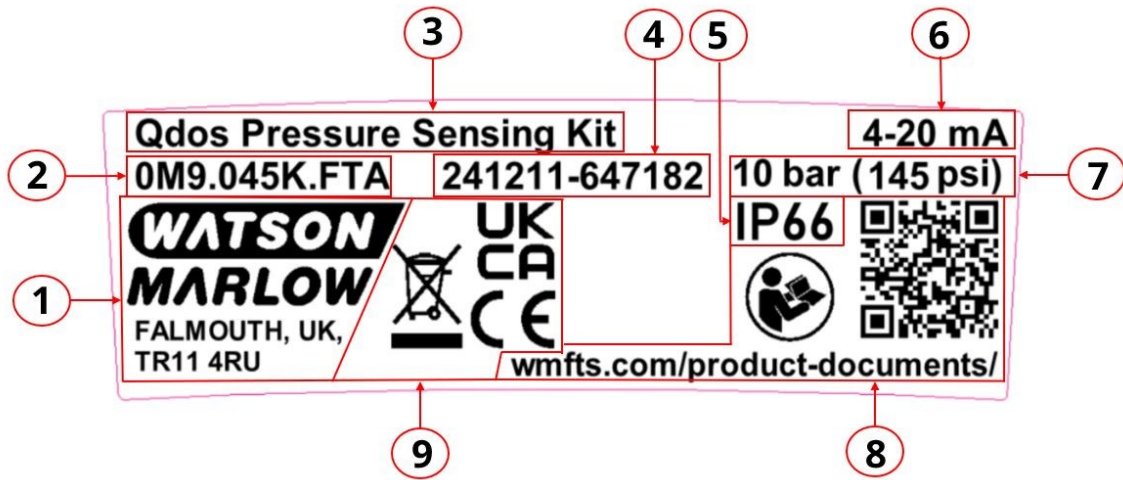 3 4 5 6
Qdos Pressure Sensing Kit 4-20 mA
2 0M9.045K.FTA 241211-647182 10 bar (145 psi) 7
WATSON UK IP66
MARLOW CA
1 FALMOUTH, UK, CE
TR11 4RU wmfts.com/product-documents/
9 8